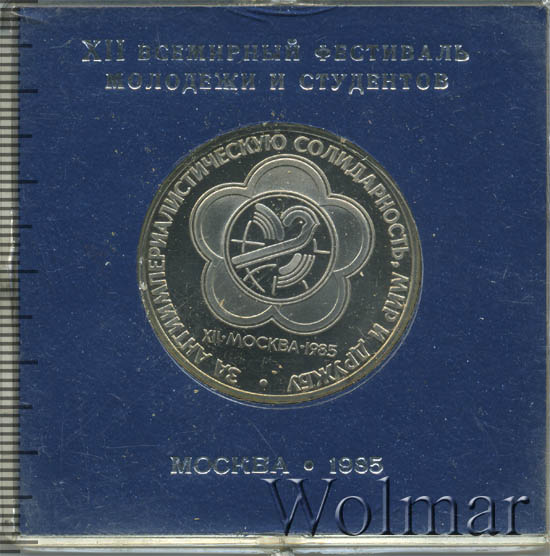 XII ВСЕМИРНЫЙ ФЕСТИВАЛЬ
МОЛОДЕЖИ И СТУДЕНТОВ
ЗА АНТИИМПЕРИАЛИСТИЧЕСКУЮ СОЛИДАРНОСТЬ, МИР И ДРУЖБУ •
XII•МОСКВА•1985
МОСКВА • 1985
Wolmar